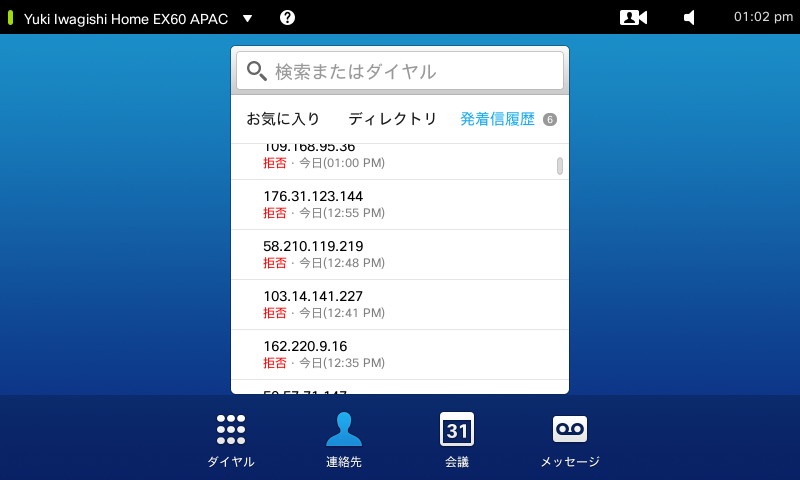 Yuki Iwagishi Home EX60 APAC
01:02 pm
検索またはダイヤル
お気に入り ディレクトリ 発着信履歴 6
109.168.95.36
拒否 · 今日(01:00 PM)
176.31.123.144
拒否 · 今日(12:55 PM)
58.210.119.219
拒否 · 今日(12:48 PM)
103.14.141.227
拒否 · 今日(12:41 PM)
162.220.9.16
拒否 · 今日(12:35 PM)
31
ダイヤル 連絡先 会議 メッセージ